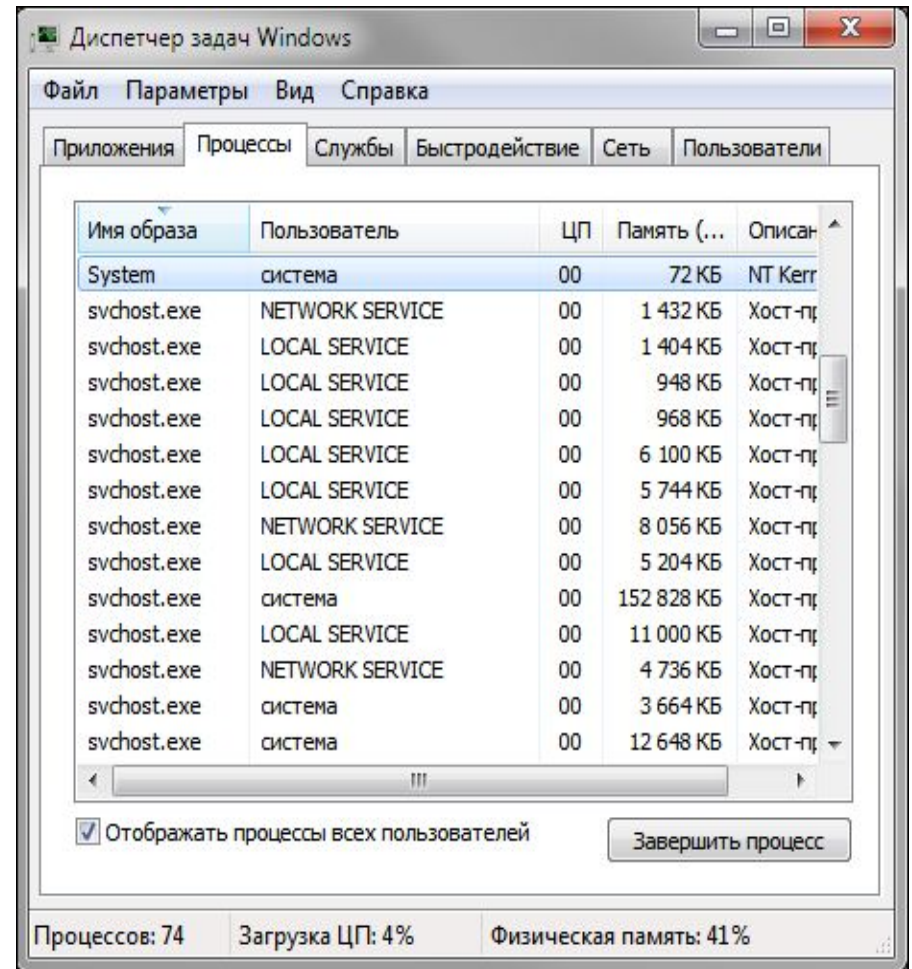 Диспетчер задач Windows
Файл Параметры Вид Справка
Приложения Процессы Службы Быстродействие Сеть Пользователи
Имя образа Пользователь ЦП Память (... Описан
System система 00 72 КБ NT Kerr
svchost.exe NETWORK SERVICE 00 1 432 КБ Хост-пр
svchost.exe LOCAL SERVICE 00 1 404 КБ Хост-пр
svchost.exe LOCAL SERVICE 00 948 КБ Хост-пр
svchost.exe LOCAL SERVICE 00 968 КБ Хост-пр
svchost.exe LOCAL SERVICE 00 6 100 КБ Хост-пр
svchost.exe LOCAL SERVICE 00 5 744 КБ Хост-пр
svchost.exe NETWORK SERVICE 00 8 056 КБ Хост-пр
svchost.exe LOCAL SERVICE 00 5 204 КБ Хост-пр
svchost.exe система 00 152 828 КБ Хост-пр
svchost.exe LOCAL SERVICE 00 11 000 КБ Хост-пр
svchost.exe NETWORK SERVICE 00 4 736 КБ Хост-пр
svchost.exe система 00 3 664 КБ Хост-пр
svchost.exe система 00 12 648 КБ Хост-пр
Отображать процессы всех пользователей Завершить процесс
Процессов: 74 Загрузка ЦП: 4% Физическая память: 41%